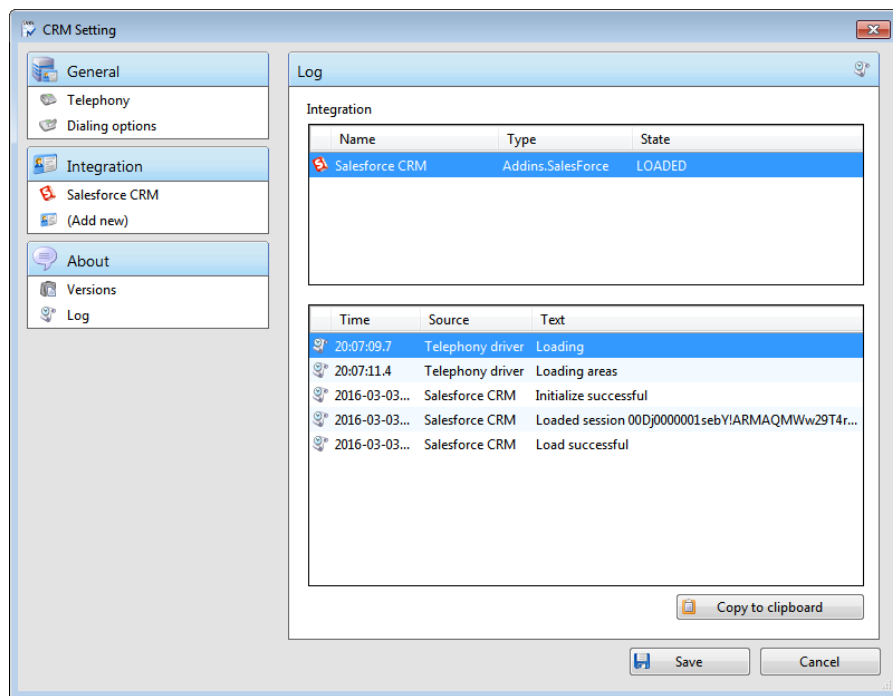 CRM Setting
General
Telephony
Dialing options
Integration
Salesforce CRM
(Add new)
About
Versions
Log
Log
Integration
Name Type State
Salesforce CRM Addins.SalesForce LOADED
Time Source Text
20:07:09.7 Telephony driver Loading
20:07:11.4 Telephony driver Loading areas
2016-03-03... Salesforce CRM Initialize successful
2016-03-03... Salesforce CRM Loaded session 00Dj0000001sebY!ARMAQMWw29T4r...
2016-03-03... Salesforce CRM Load successful
Copy to clipboard
Save Cancel